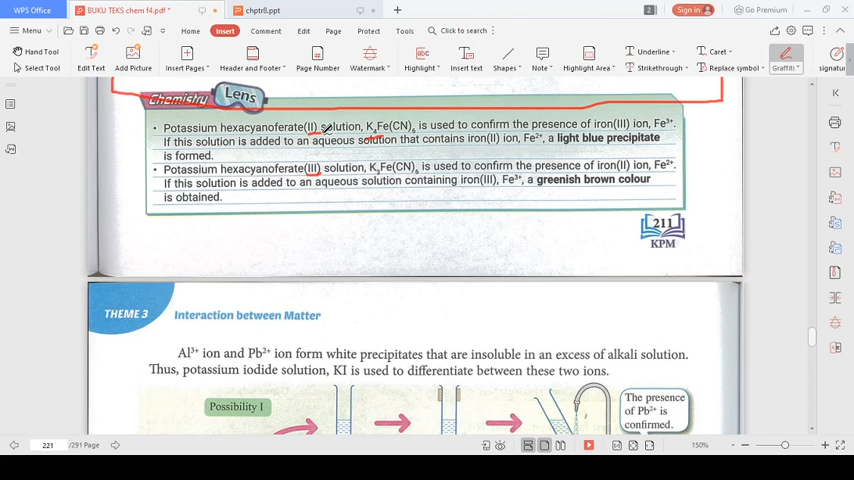 WPS Office
BUKU TEKS chem f4.pdf *
chptr8.ppt
+
2
Sign in
Go Premium
Menu
Home
Insert
Comment
Edit
Page
Protect
Tools
Click to search
Hand Tool
Select Tool
Edit Text
Add Picture
Insert Pages
Header and Footer
Page Number
Watermark
Highlight
Insert Text
Shapes
Note
Highlight Area
Underline
Strikethrough
Caret
Replace symbol
Graffiti
signatur
Chemistry Lens
• Potassium hexacyanoferate(II) solution, K₄Fe(CN)₆ is used to confirm the presence of iron(III) ion, Fe³⁺.
If this solution is added to an aqueous solution that contains iron(II) ion, Fe²⁺, a light blue precipitate
is formed.
• Potassium hexacyanoferate(III) solution, K₃Fe(CN)₆ is used to confirm the presence of iron(II) ion, Fe²⁺.
If this solution is added to an aqueous solution containing iron(III), Fe³⁺, a greenish brown colour
is obtained.
211
KPM
THEME 3
Interaction between Matter
Al³⁺ ion and Pb²⁺ ion form white precipitates that are insoluble in an excess of alkali solution.
Thus, potassium iodide solution, KI is used to differentiate between these two ions.
Possibility I
The presence
of Pb²⁺ is
confirmed.
221
/291 Page
150%